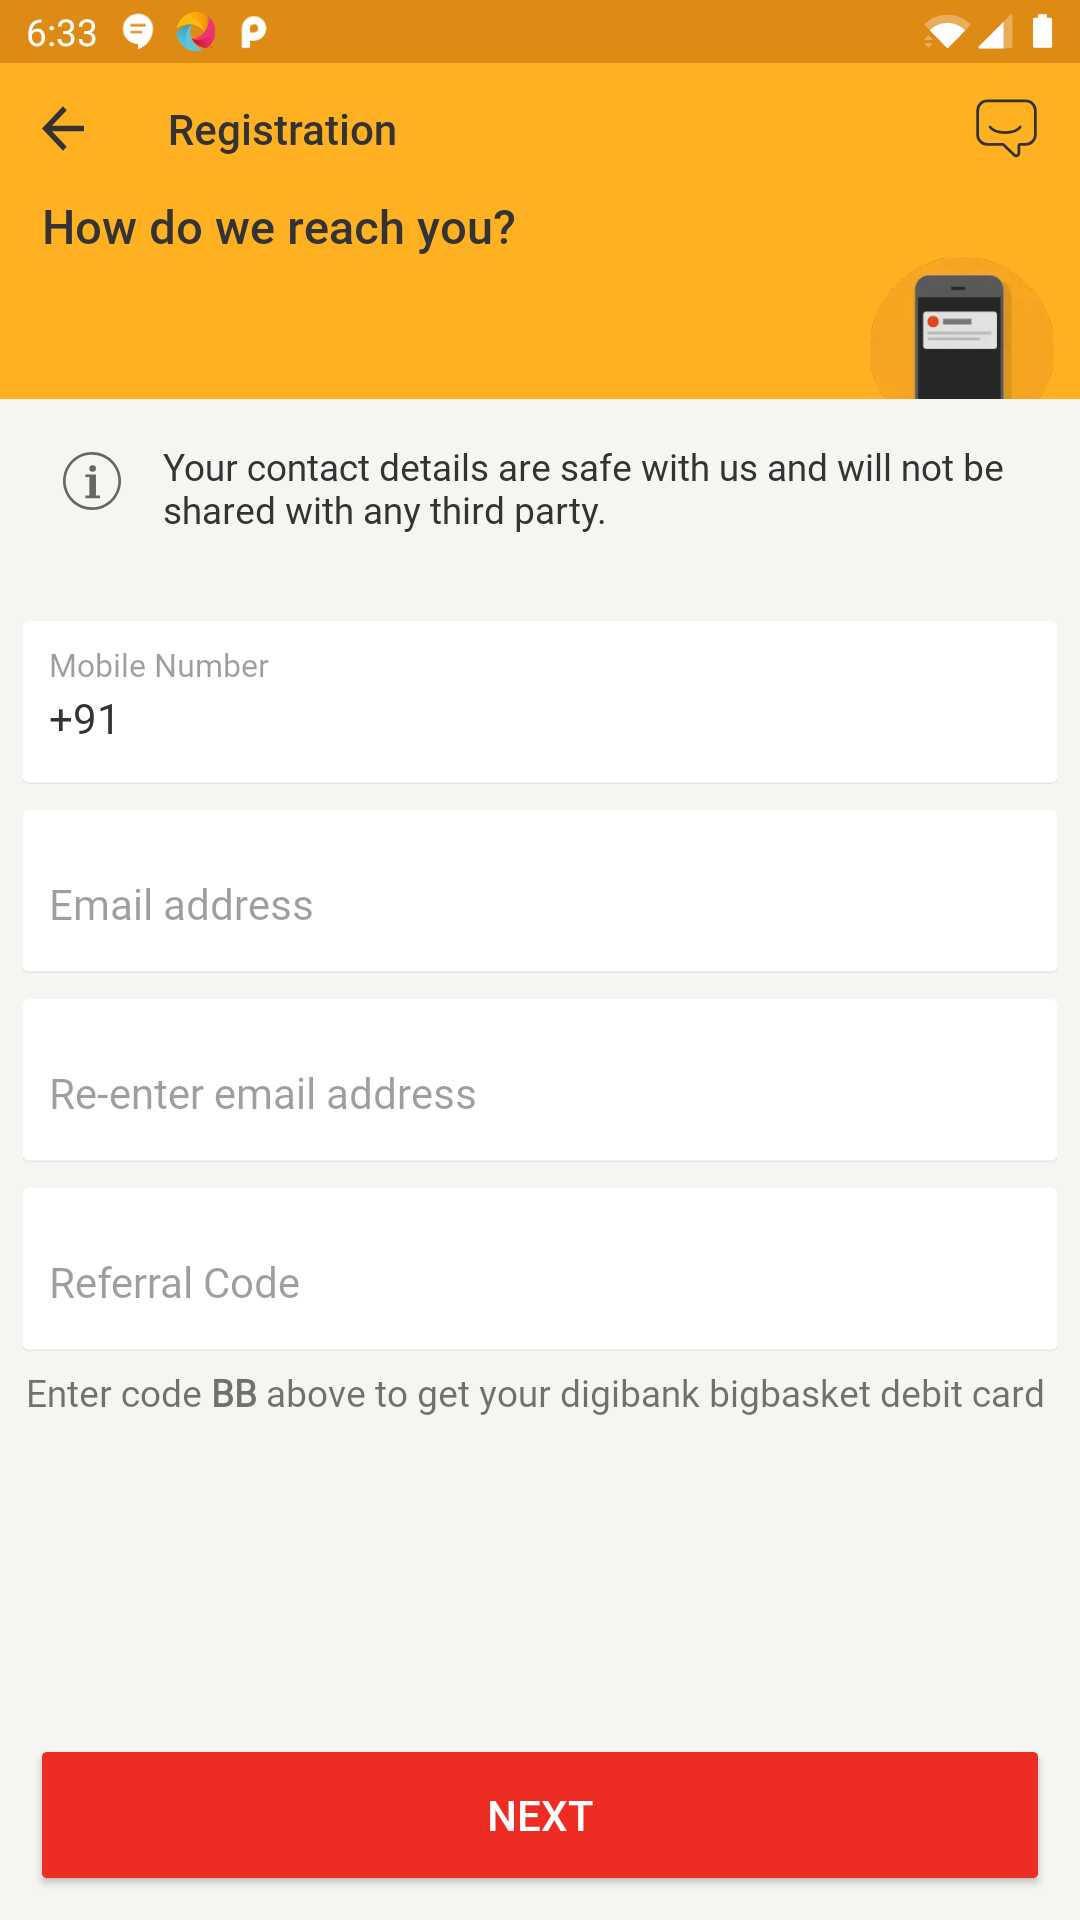 6:33
Registration
How do we reach you?
Your contact details are safe with us and will not be
shared with any third party.
Mobile Number
+91
Email address
Re-enter email address
Referral Code
Enter code BB above to get your digibank bigbasket debit card
NEXT